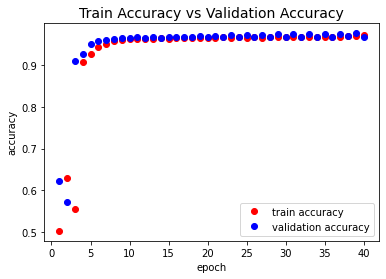 Train Accuracy vs Validation Accuracy
accuracy
0.9
0.8
0.7
0.6
0.5
train accuracy
validation accuracy
0 5 10 15 20 25 30 35 40
epoch